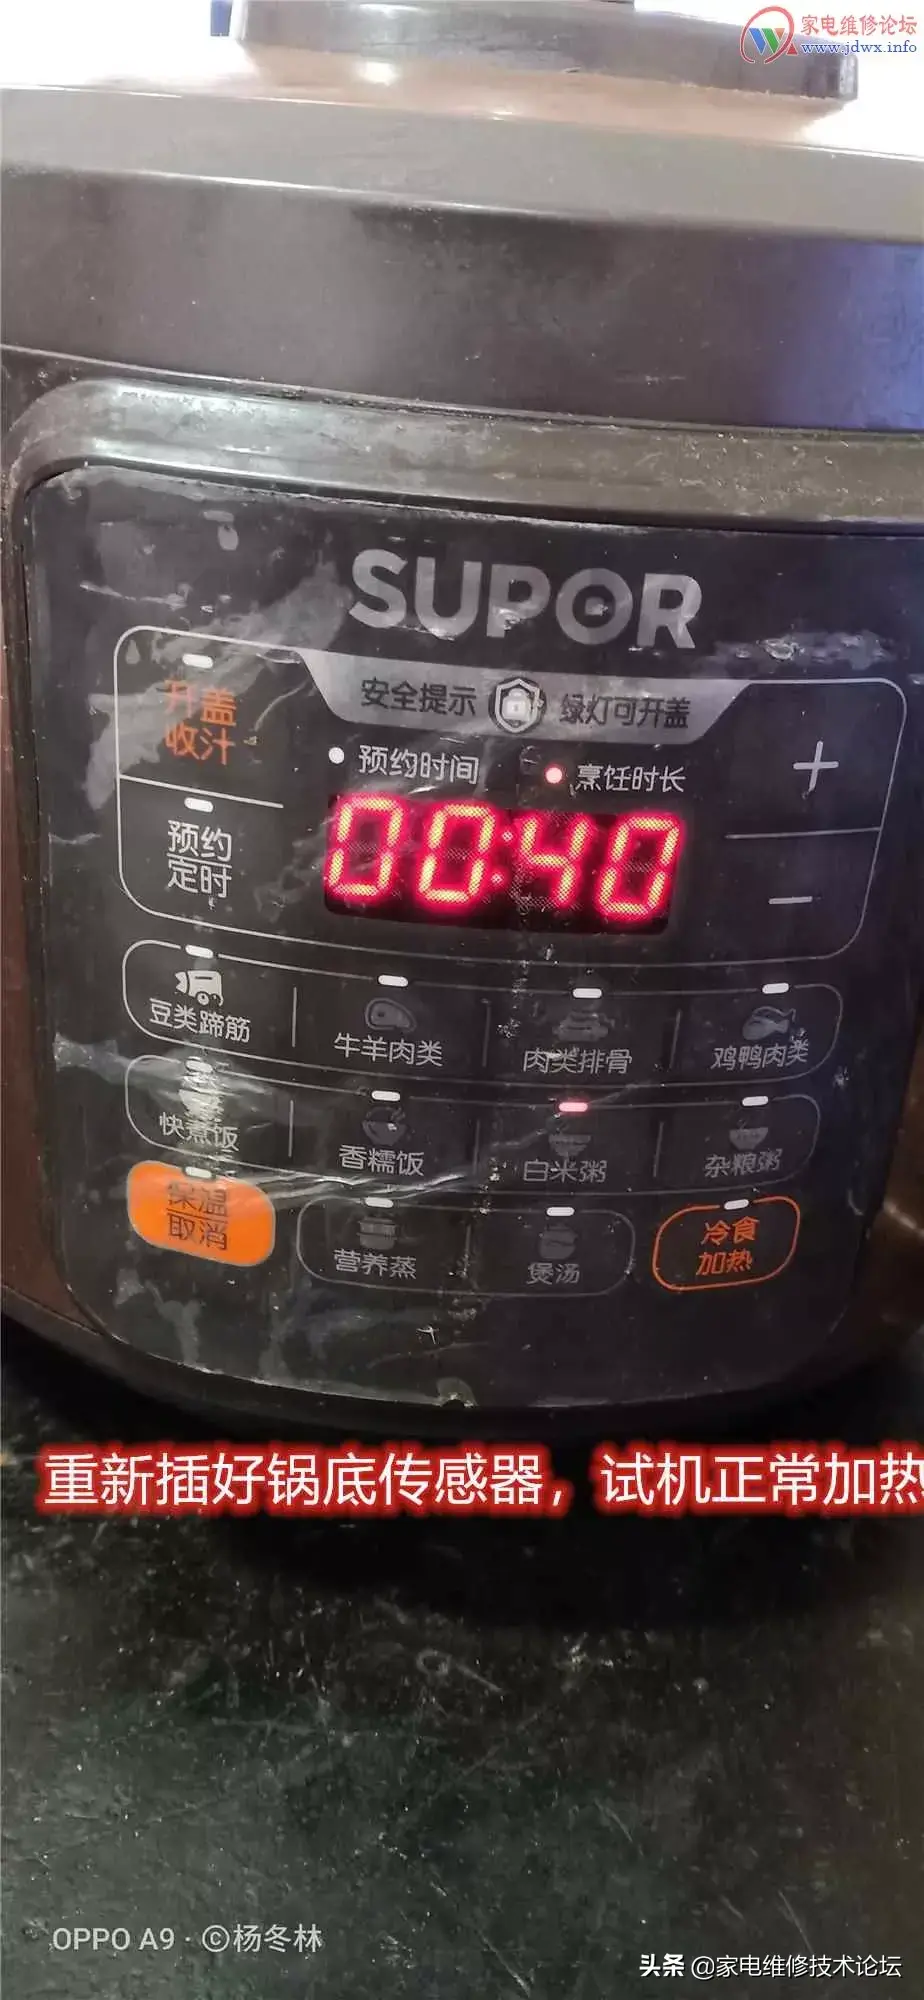 家电维修论坛
www.jdwx.info
SUPOR
安全提示 绿灯可开盖
开盖
收汁
预约时间 烹饪时长
+
00:40
预约
定时
−
豆类蹄筋 牛羊肉类 肉类排骨 鸡鸭肉类
快煮饭 香糯饭 白米粥 杂粮粥
保温
取消
营养蒸 煲汤
冷食
加热
重新插好锅底传感器，试机正常加热
OPPO A9 · ©杨冬林
头条 @家电维修技术论坛